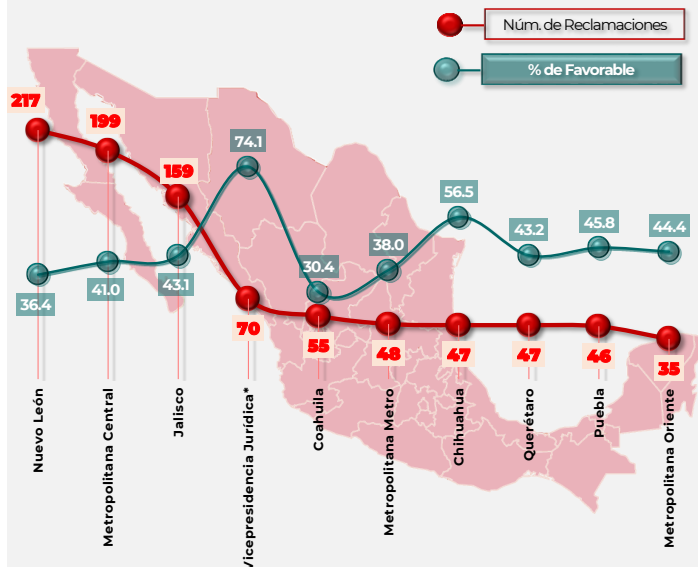 Núm. de Reclamaciones
% de Favorable
217
199
159
74.1
70
36.4
41.0
43.1
30.4
55
38.0
48
56.5
47
43.2
47
45.8
46
44.4
35
Nuevo León
Metropolitana Central
Jalisco
Vicepresidencia Jurídica*
Coahuila
Metropolitana Metro
Chihuahua
Querétaro
Puebla
Metropolitana Oriente